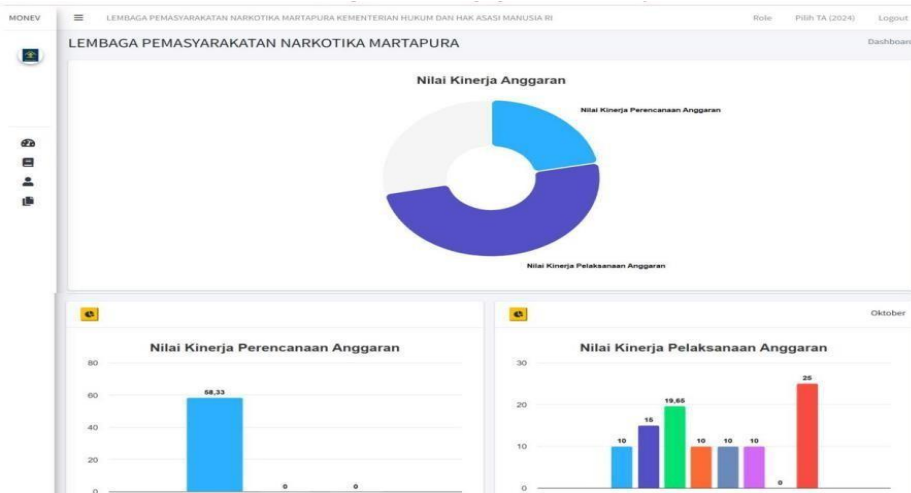 MONEV
LEMBAGA PEMASYARAKATAN NARKOTIKA MARTAPURA KEMENTERIAN HUKUM DAN HAK ASASI MANUSIA RI
Role
Pilih TA (2024)
Logout
LEMBAGA PEMASYARAKATAN NARKOTIKA MARTAPURA
Dashboard
Nilai Kinerja Anggaran
Nilai Kinerja Perencanaan Anggaran
Nilai Kinerja Pelaksanaan Anggaran
Nilai Kinerja Perencanaan Anggaran
80
60
40
20
0
58,33
0
0
Oktober
Nilai Kinerja Pelaksanaan Anggaran
30
20
10
0
10
15
19,65
10
10
10
0
25